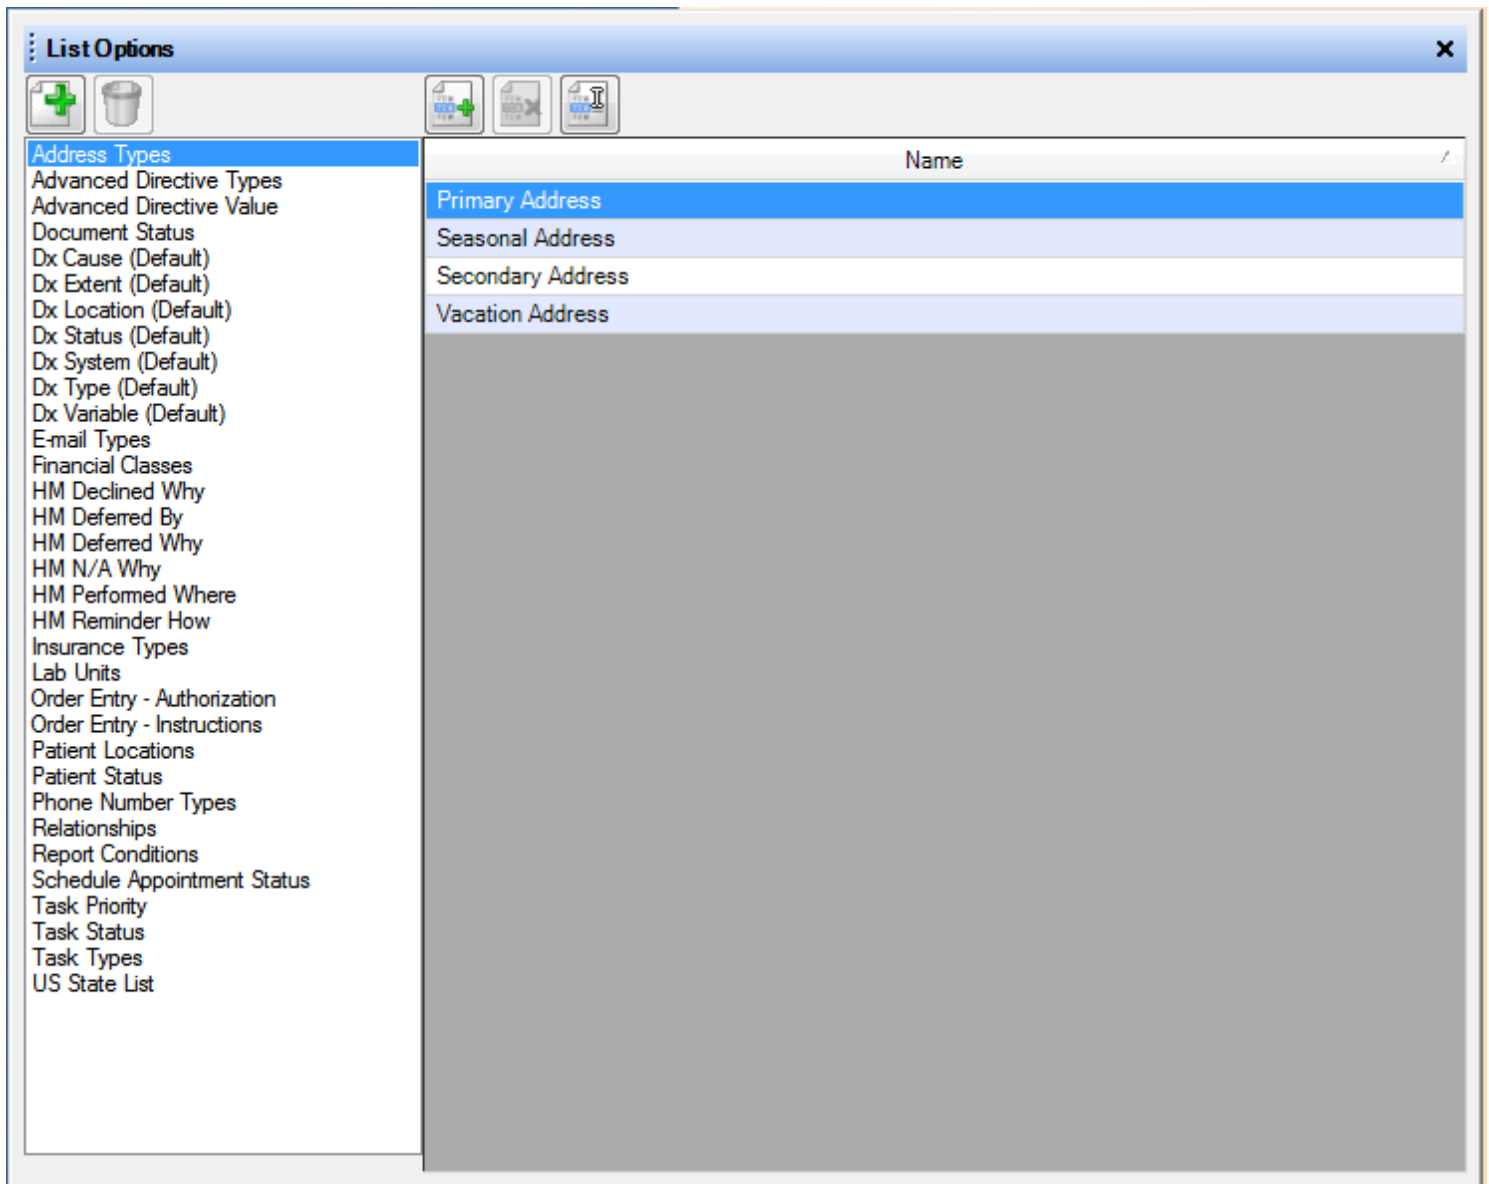 List Options
Address Types
Advanced Directive Types
Advanced Directive Value
Document Status
Dx Cause (Default)
Dx Extent (Default)
Dx Location (Default)
Dx Status (Default)
Dx System (Default)
Dx Type (Default)
Dx Variable (Default)
E-mail Types
Financial Classes
HM Declined Why
HM Deferred By
HM Deferred Why
HM N/A Why
HM Performed Where
HM Reminder How
Insurance Types
Lab Units
Order Entry - Authorization
Order Entry - Instructions
Patient Locations
Patient Status
Phone Number Types
Relationships
Report Conditions
Schedule Appointment Status
Task Priority
Task Status
Task Types
US State List
Name
Primary Address
Seasonal Address
Secondary Address
Vacation Address